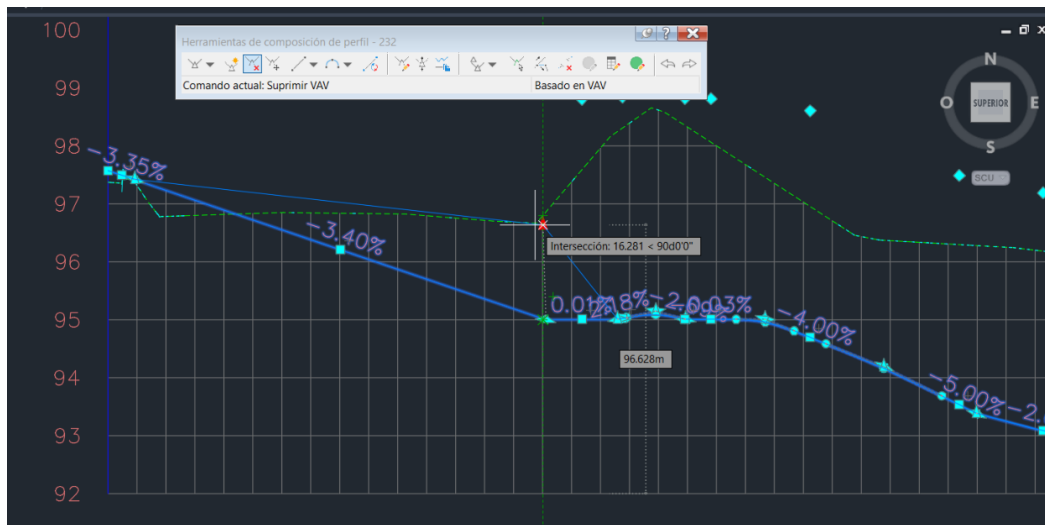 100
Herramientas de composición de perfil - 232
N
99
Comando actual: Suprimir VAV
Basado en VAV
O
SUPERIOR
E
98
-3.35%
S
SCU
97
-3.40%
Intersección: 16.281 < 90d0'0"
96
0.01%
95
-4.00%
96.628m
94
-5.00%
93
92